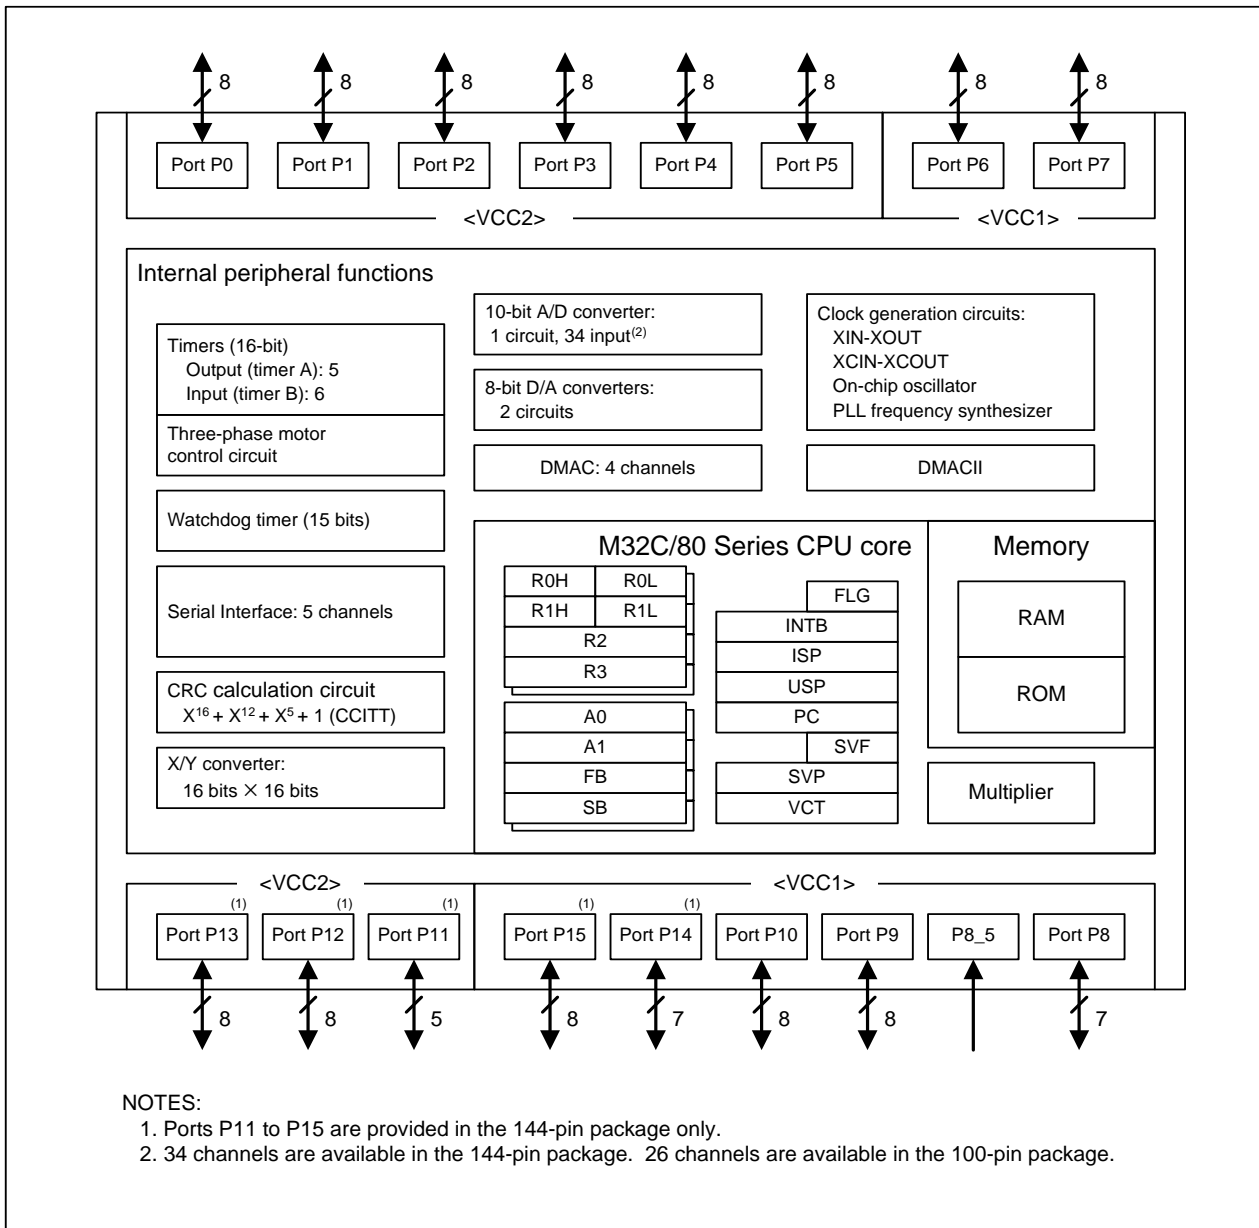 8 8 8 8 8 8 8 8
Port P0 Port P1 Port P2 Port P3 Port P4 Port P5 Port P6 Port P7
<VCC2> <VCC1>
Internal peripheral functions
Timers (16-bit)
Output (timer A): 5
Input (timer B): 6
Three-phase motor
control circuit
Watchdog timer (15 bits)
Serial Interface: 5 channels
CRC calculation circuit
X16 + X12 + X5 + 1 (CCITT)
X/Y converter:
16 bits × 16 bits
10-bit A/D converter:
1 circuit, 34 input(2)
8-bit D/A converters:
2 circuits
DMAC: 4 channels
Clock generation circuits:
XIN-XOUT
XCIN-XCOUT
On-chip oscillator
PLL frequency synthesizer
DMACII
M32C/80 Series CPU core
R0H R0L
R1H R1L
R2
R3
A0
A1
FB
SB
FLG
INTB
ISP
USP
PC
SVF
SVP
VCT
Memory
RAM
ROM
Multiplier
<VCC2> <VCC1>
(1) (1) (1) (1) (1)
Port P13 Port P12 Port P11 Port P15 Port P14 Port P10 Port P9 P8_5 Port P8
8 8 5 8 7 8 8 7
NOTES:
1. Ports P11 to P15 are provided in the 144-pin package only.
2. 34 channels are available in the 144-pin package. 26 channels are available in the 100-pin package.